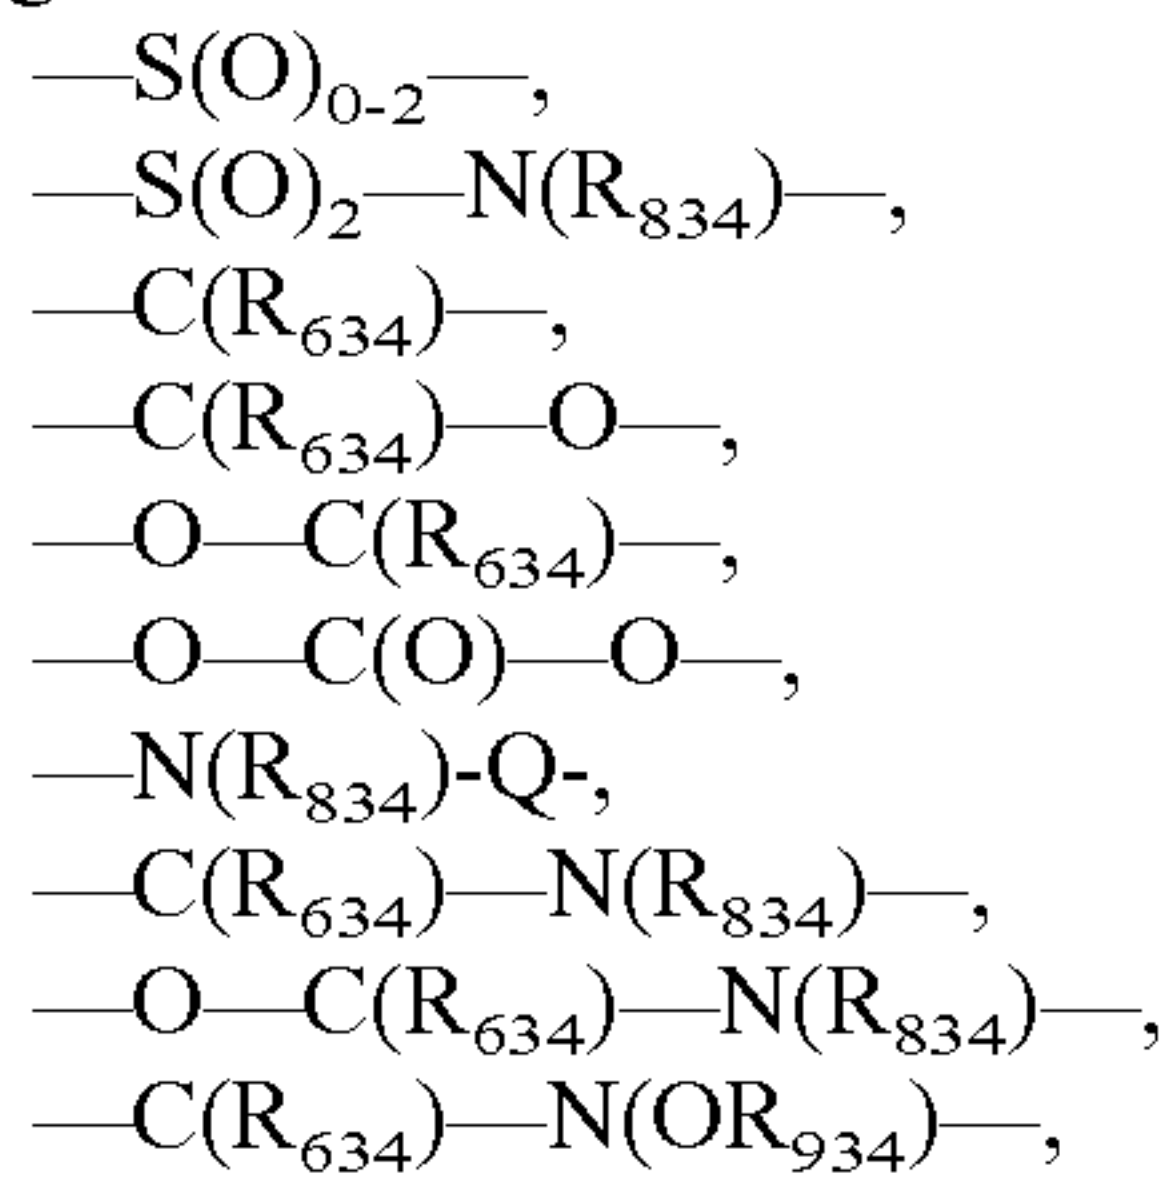 —S(O)₀₋₂—,
—S(O)₂—N(R₈₃₄)—,
—C(R₆₃₄)—,
—C(R₆₃₄)—O—,
—O—C(R₆₃₄)—,
—O—C(O)—O—,
—N(R₈₃₄)-Q-,
—C(R₆₃₄)—N(R₈₃₄)—,
—O—C(R₆₃₄)—N(R₈₃₄)—,
—C(R₆₃₄)—N(OR₉₃₄)—,